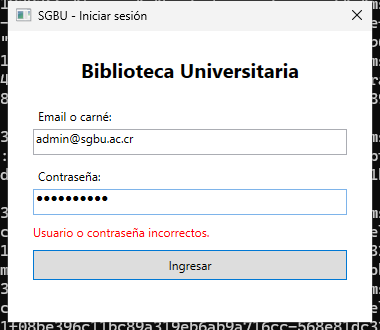 SGBU - Iniciar sesión
Biblioteca Universitaria
Email o carné:
admin@sgbu.ac.cr
Contraseña:
●●●●●●●●●●
Usuario o contraseña incorrectos.
Ingresar